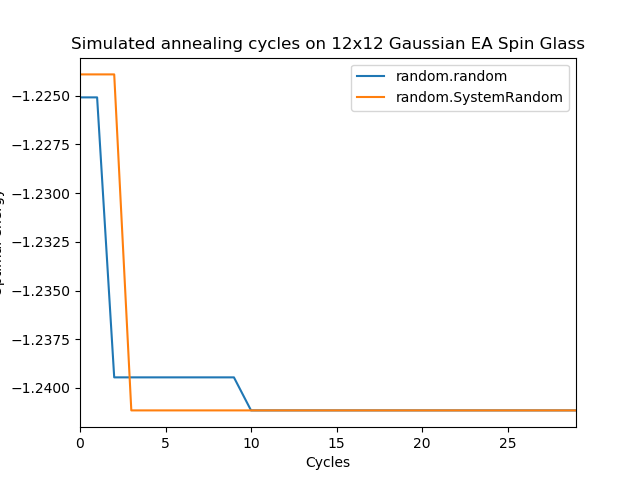 Simulated annealing cycles on 12x12 Gaussian EA Spin Glass
random.random
random.SystemRandom
−1.2250
−1.2275
−1.2300
−1.2325
−1.2350
−1.2375
−1.2400
0 5 10 15 20 25
Cycles